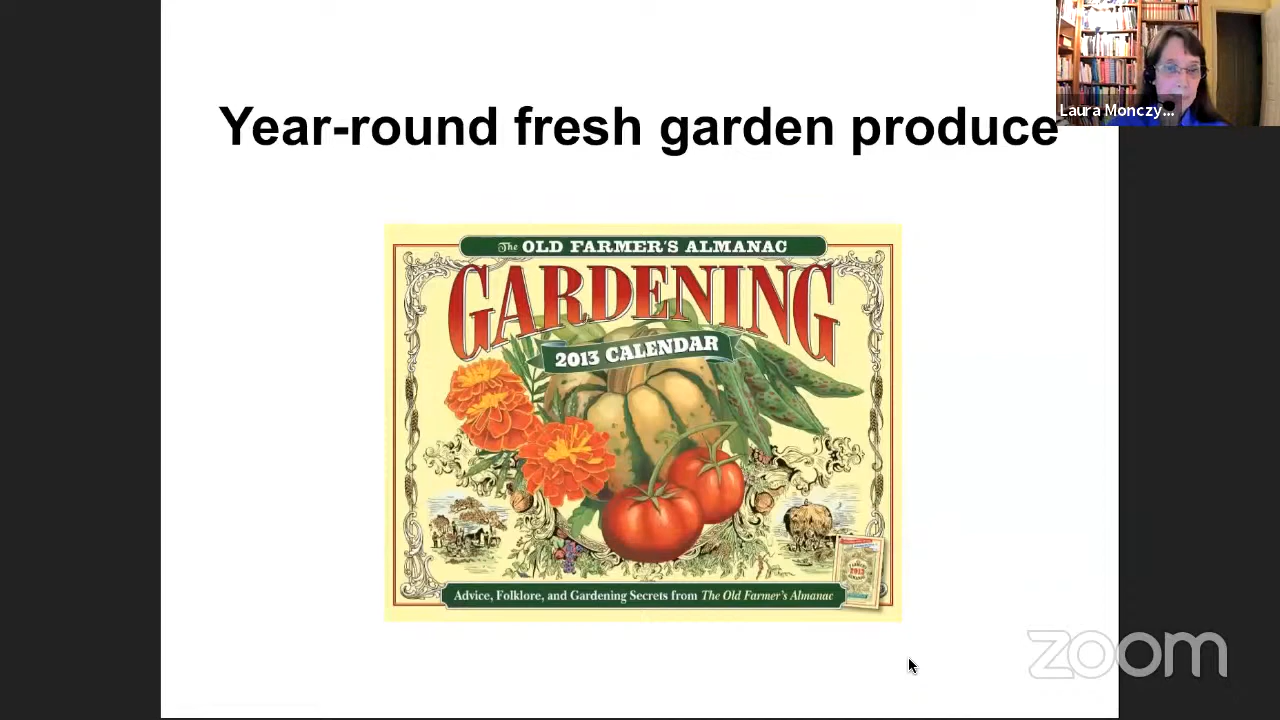 Year-round fresh garden produce
Laura Monczy...
The OLD FARMER'S ALMANAC
GARDENING
2013 CALENDAR
2013
Advice, Folklore, and Gardening Secrets from The Old Farmer's Almanac
zoom